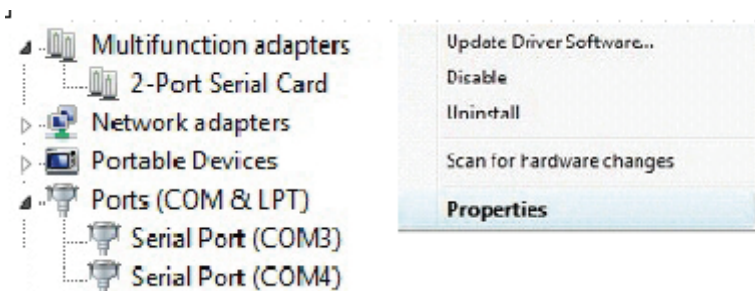 Multifunction adapters
2-Port Serial Card
Network adapters
Portable Devices
Ports (COM & LPT)
Serial Port (COM3)
Serial Port (COM4)
Update Driver Software...
Disable
Uninstall
Scan for hardware changes
Properties